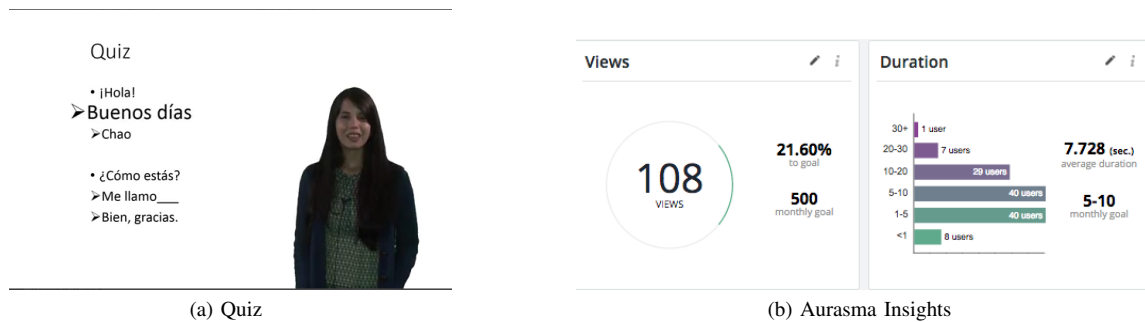 Quiz
• ¡Hola!
➢Buenos días
➢Chao
• ¿Cómo estás?
➢Me llamo___
➢Bien, gracias.
(a) Quiz
Views
108
VIEWS
21.60%
to goal
500
monthly goal
Duration
30+ 1 user
20-30 7 users
10-20 29 users
5-10 40 users
1-5 40 users
<1 8 users
7.728 (sec.)
average duration
5-10
monthly goal
(b) Aurasma Insights